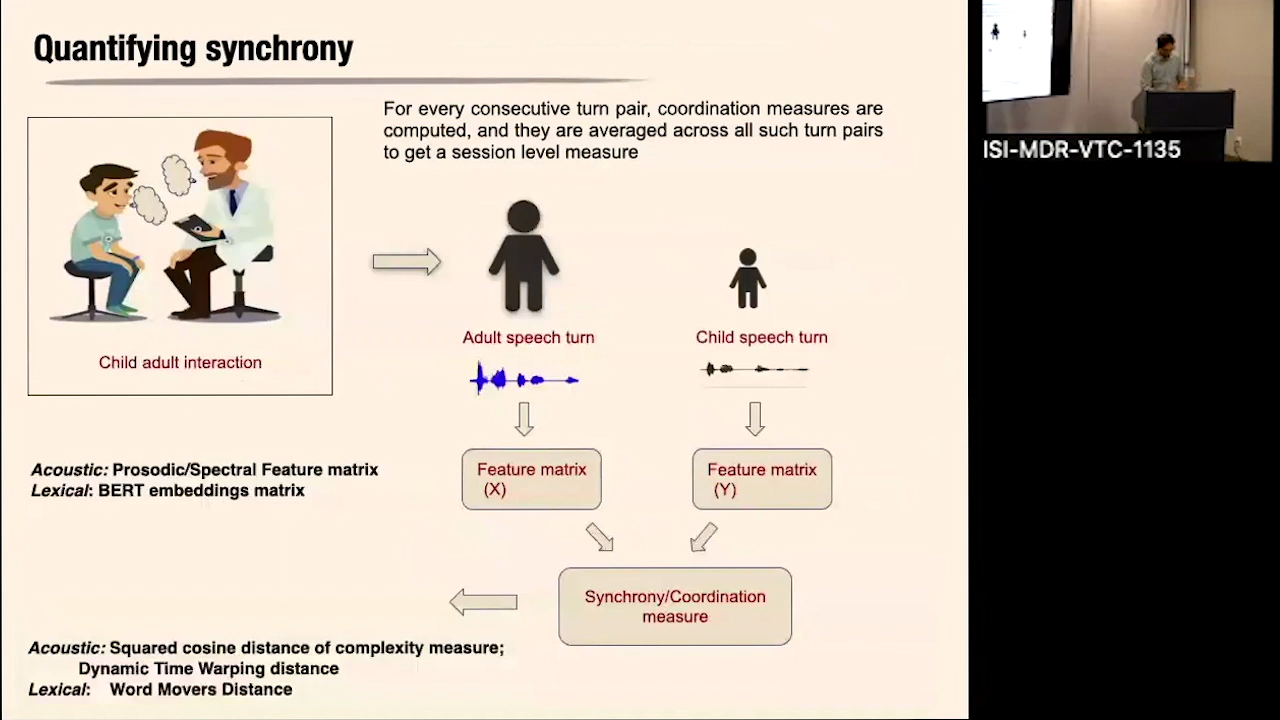 Quantifying synchrony
For every consecutive turn pair, coordination measures are
computed, and they are averaged across all such turn pairs
to get a session level measure
Child adult interaction
Adult speech turn
Child speech turn
Acoustic: Prosodic/Spectral Feature matrix
Lexical: BERT embeddings matrix
Feature matrix
(X)
Feature matrix
(Y)
Synchrony/Coordination
measure
Acoustic: Squared cosine distance of complexity measure;
Dynamic Time Warping distance
Lexical: Word Movers Distance
ISI-MDR-VTC-1135